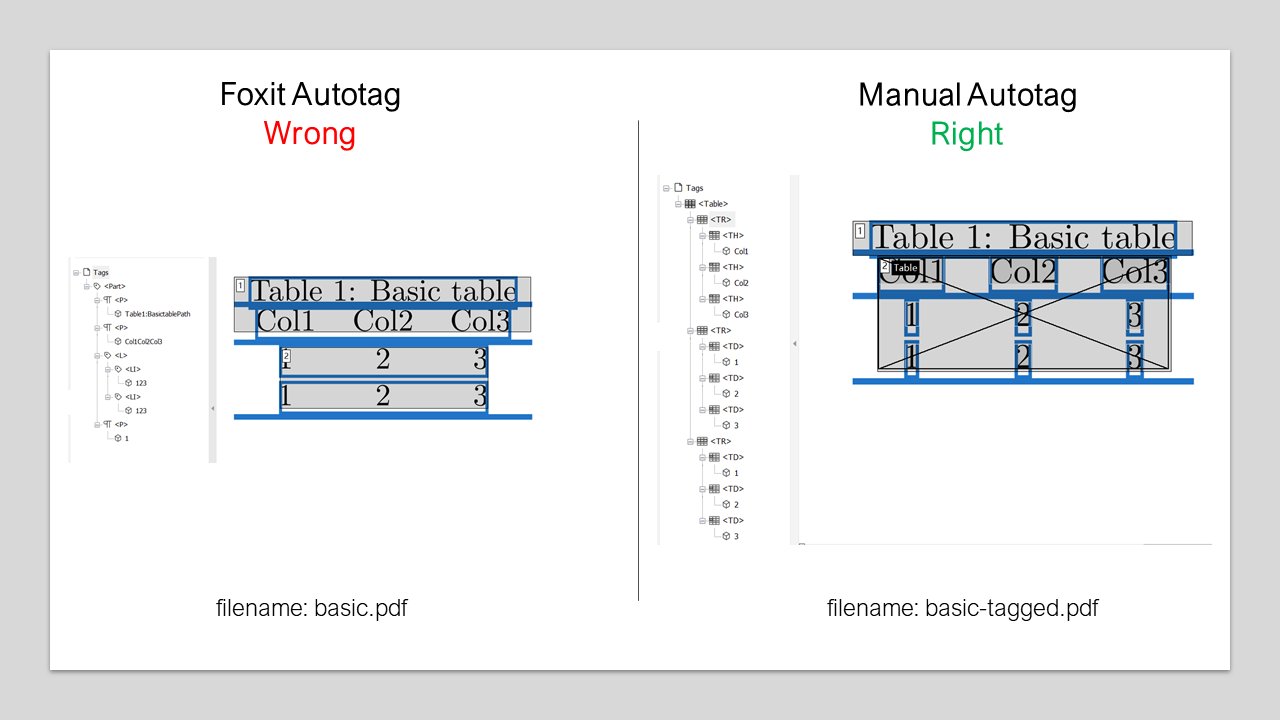 Foxit Autotag
Wrong
Tags
<Part>
<P>
Table1:BasictablePath
<P>
Col1Col2Col3
<L>
<LI>
123
<LI>
123
<P>
1
1
Table 1: Basic table
Col1 Col2 Col3
2
1 2 3
1 2 3
filename: basic.pdf
Manual Autotag
Right
Tags
<Table>
<TR>
<TH>
Col1
<TH>
Col2
<TH>
Col3
<TR>
<TD>
1
<TD>
2
<TD>
3
<TR>
<TD>
1
<TD>
2
<TD>
3
1
Table 1: Basic table
2 Table
Col1 Col2 Col3
1 2 3
1 2 3
filename: basic-tagged.pdf